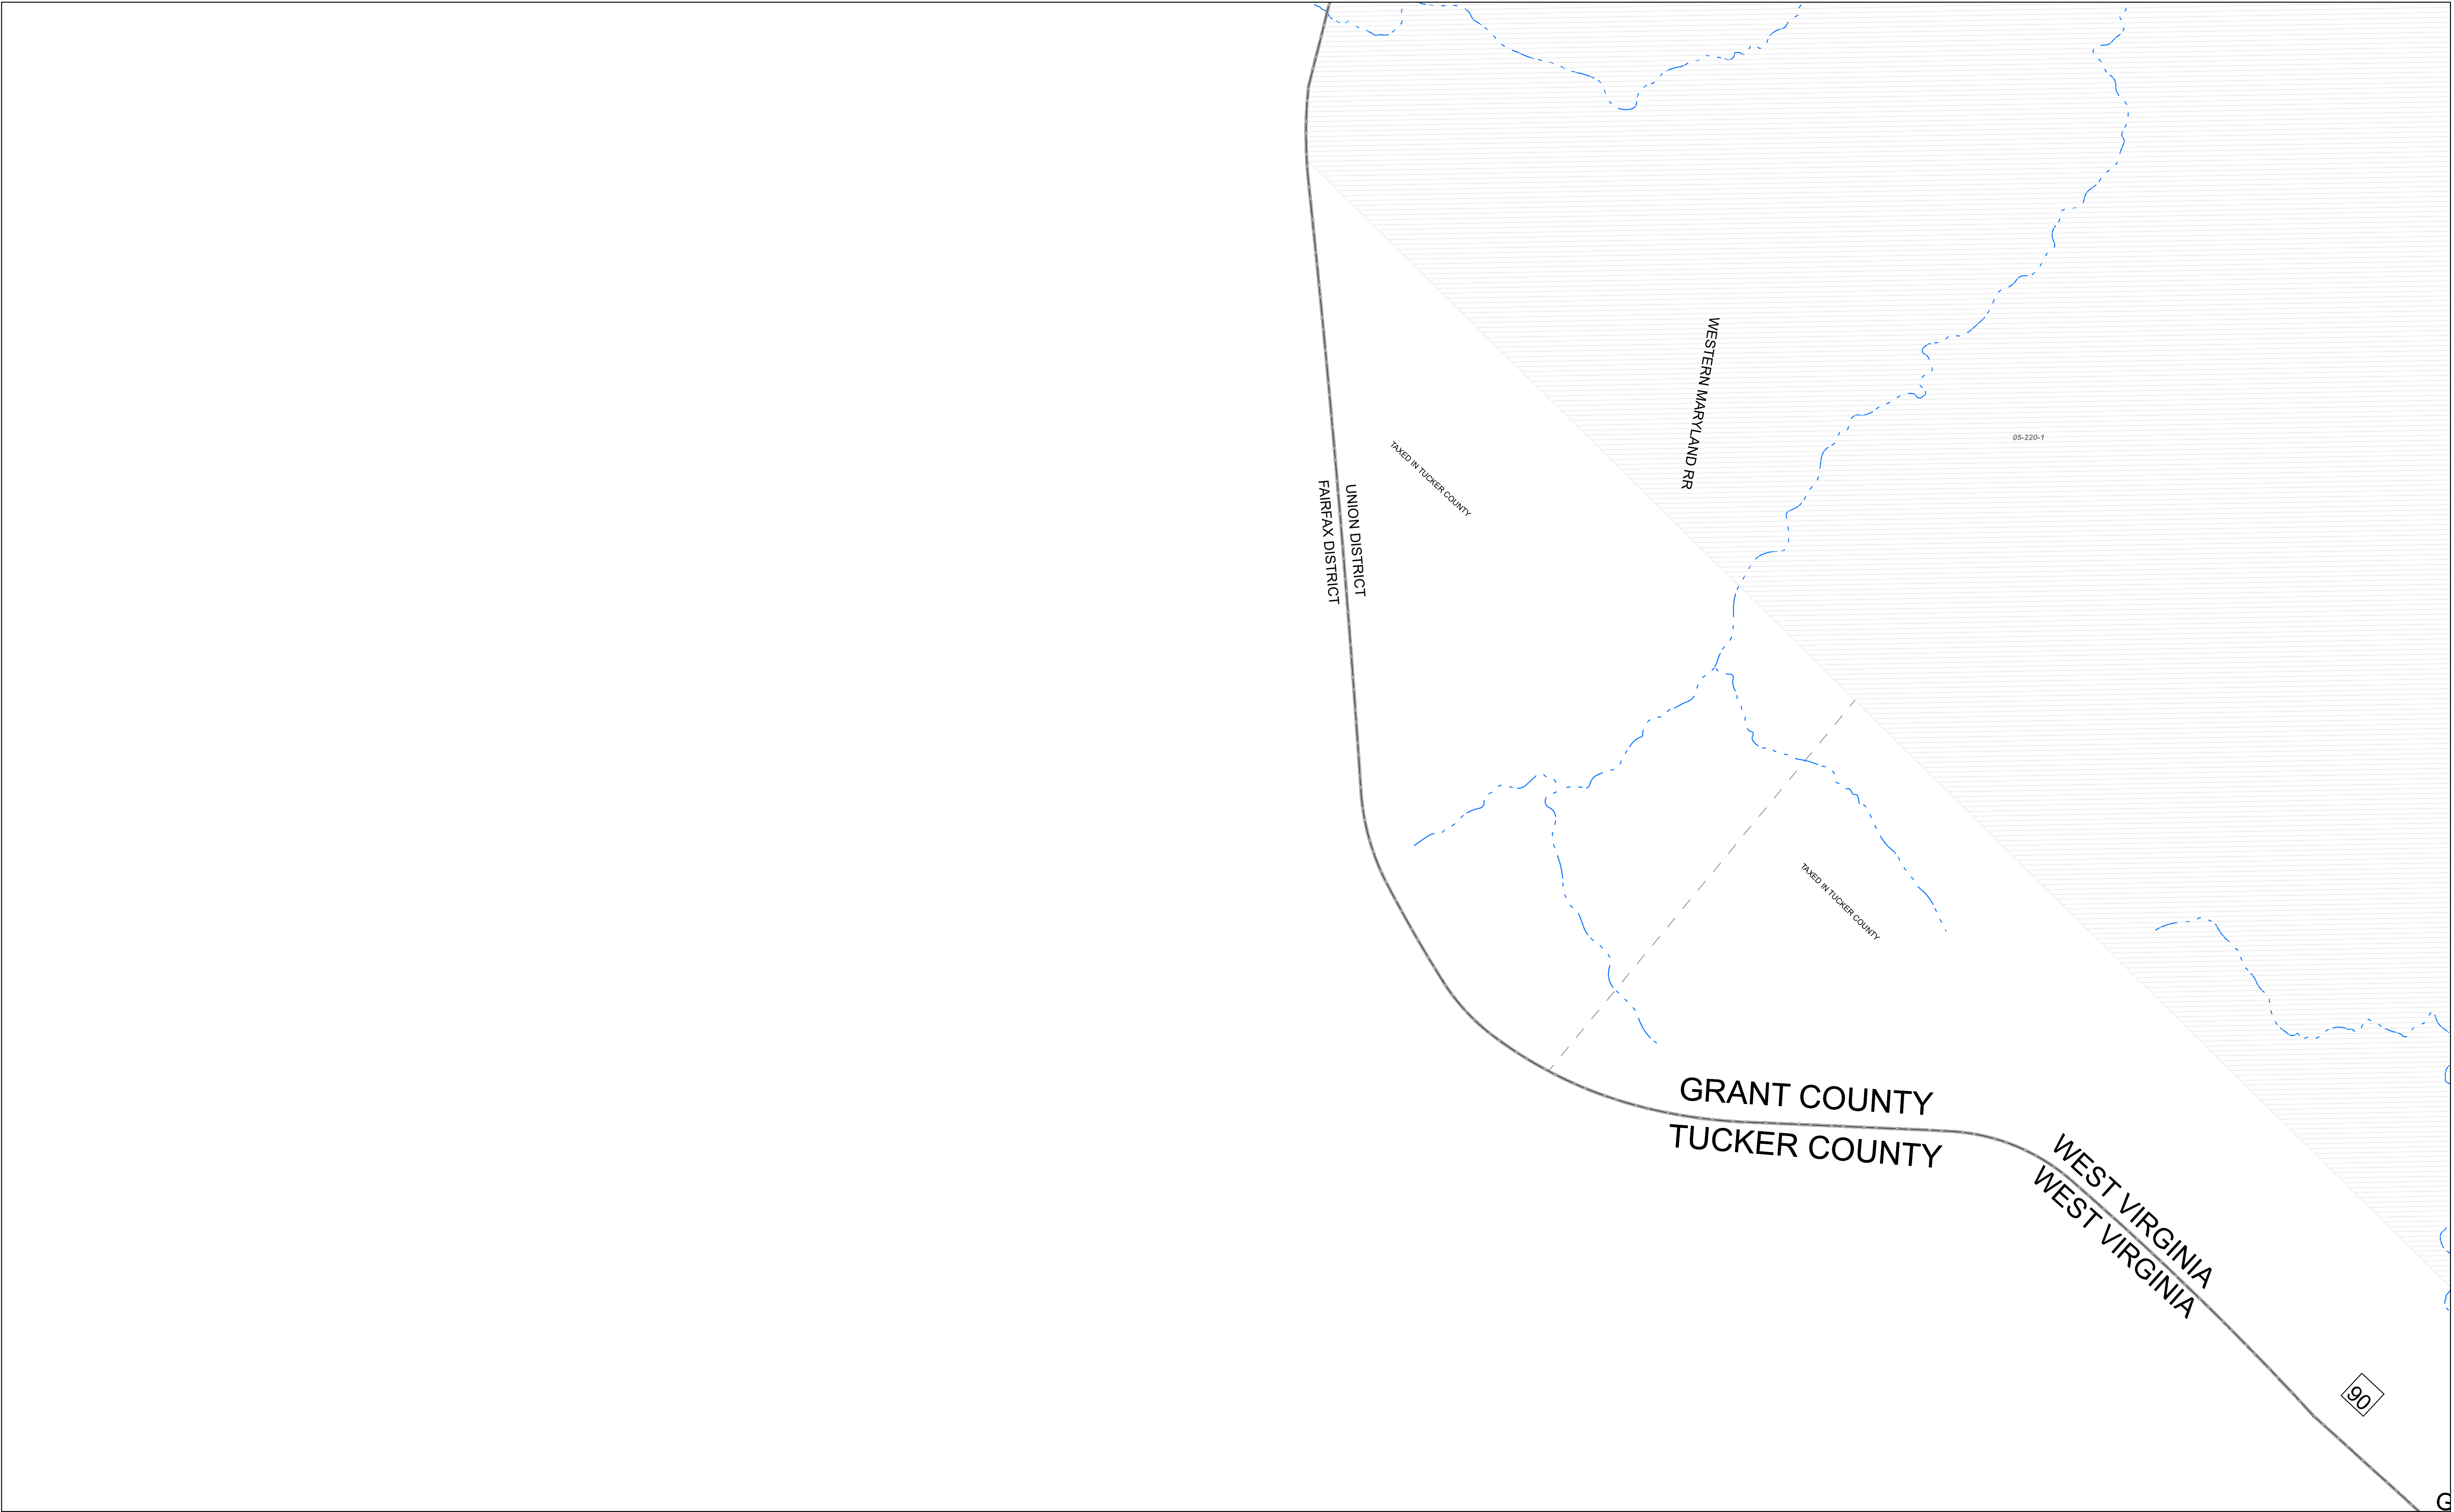 WESTERN MARYLAND RR
05-220-1
TAXED IN TUCKER COUNTY
UNION DISTRICT
FAIRFAX DISTRICT
TAXED IN TUCKER COUNTY
GRANT COUNTY
TUCKER COUNTY
WEST VIRGINIA
WEST VIRGINIA
90
G